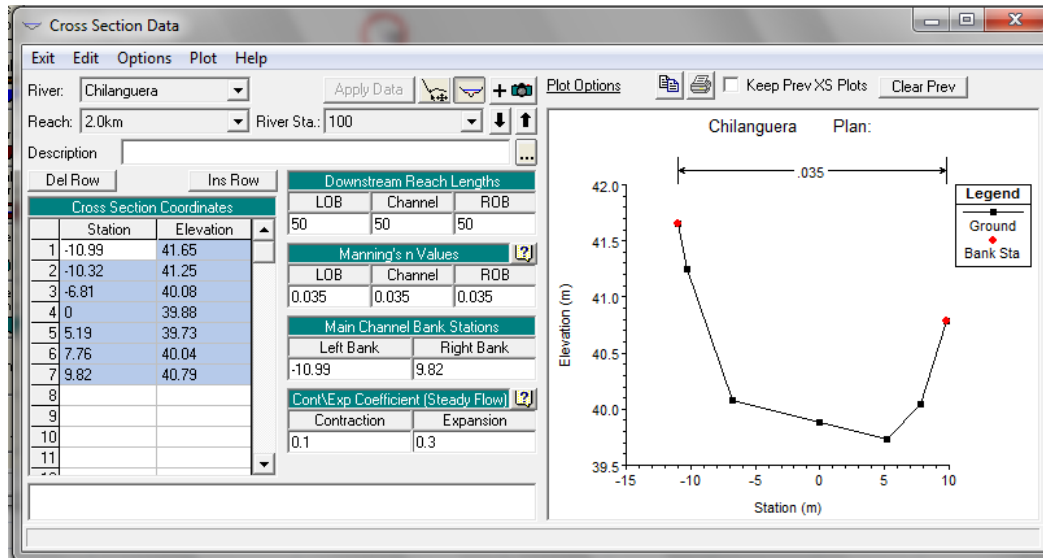 Cross Section Data
Exit Edit Options Plot Help
River: Chilanguera Apply Data + Plot Options Keep Prev XS Plots Clear Prev
Reach: 2.0km River Sta.: 100
Description ...
Del Row Ins Row
Cross Section Coordinates
Station Elevation
1 -10.99 41.65
2 -10.32 41.25
3 -6.81 40.08
4 0 39.88
5 5.19 39.73
6 7.76 40.04
7 9.82 40.79
8
9
10
11
Downstream Reach Lengths
LOB Channel ROB
50 50 50
Manning's n Values ?
LOB Channel ROB
0.035 0.035 0.035
Main Channel Bank Stations
Left Bank Right Bank
-10.99 9.82
Cont\Exp Coefficient (Steady Flow) ?
Contraction Expansion
0.1 0.3
Chilanguera Plan:
.035
42.0
41.5
41.0
40.5
40.0
39.5
Elevation (m)
-15 -10 -5 0 5 10
Station (m)
Legend
Ground
Bank Sta